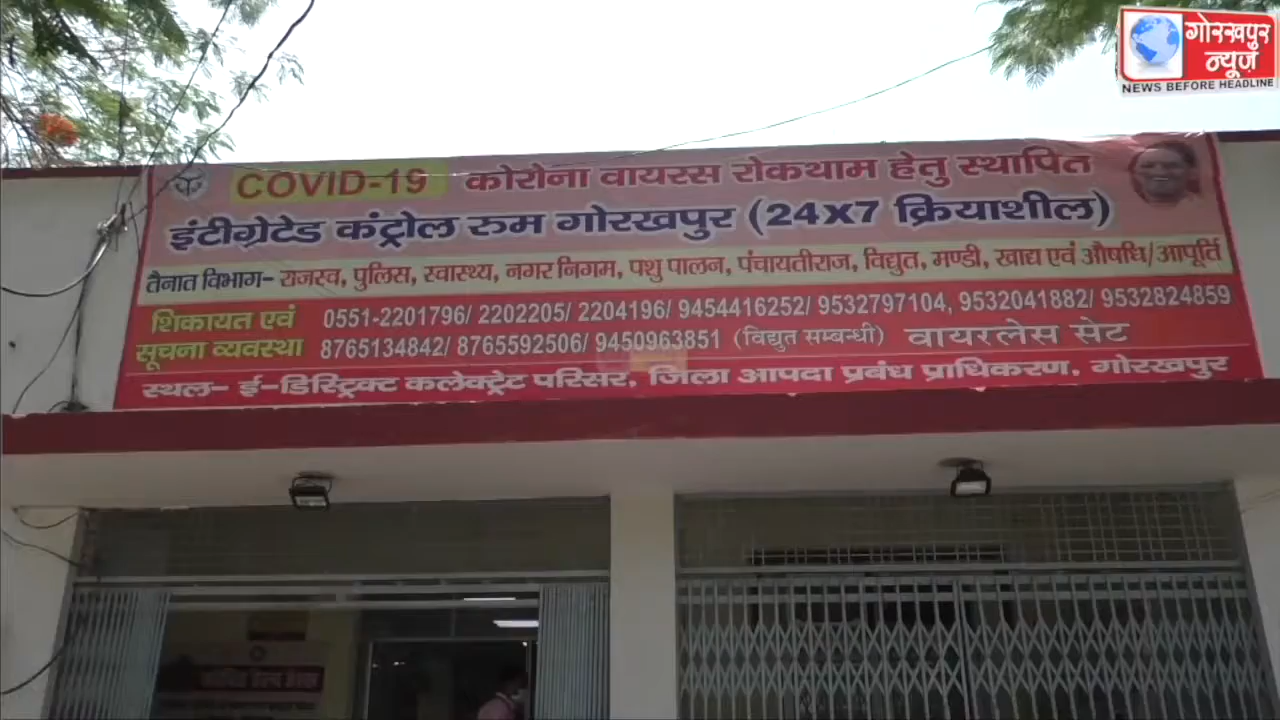 गोरखपुर
न्यूज़
NEWS BEFORE HEADLINE
COVID-19 कोरोना वायरस रोकथाम हेतु स्थापित
इंटीग्रेटेड कंट्रोल रुम गोरखपुर (24x7 क्रियाशील)
तैनात विभाग- राजस्व, पुलिस, स्वास्थ्य, नगर निगम, पशु पालन, पंचायतीराज, विद्युत, मण्डी, खाद्य एवं औषधि/आपूर्ति
शिकायत एवं 0551-2201796/ 2202205/ 2204196/ 9454416252/ 9532797104, 9532041882/ 9532824859
सूचना व्यवस्था 8765134842/ 8765592506/ 9450963851 (विद्युत सम्बन्धी) वायरलेस सेट
स्थल- ई-डिस्ट्रिक्ट कलेक्ट्रेट परिसर, जिला आपदा प्रबंध प्राधिकरण, गोरखपुर